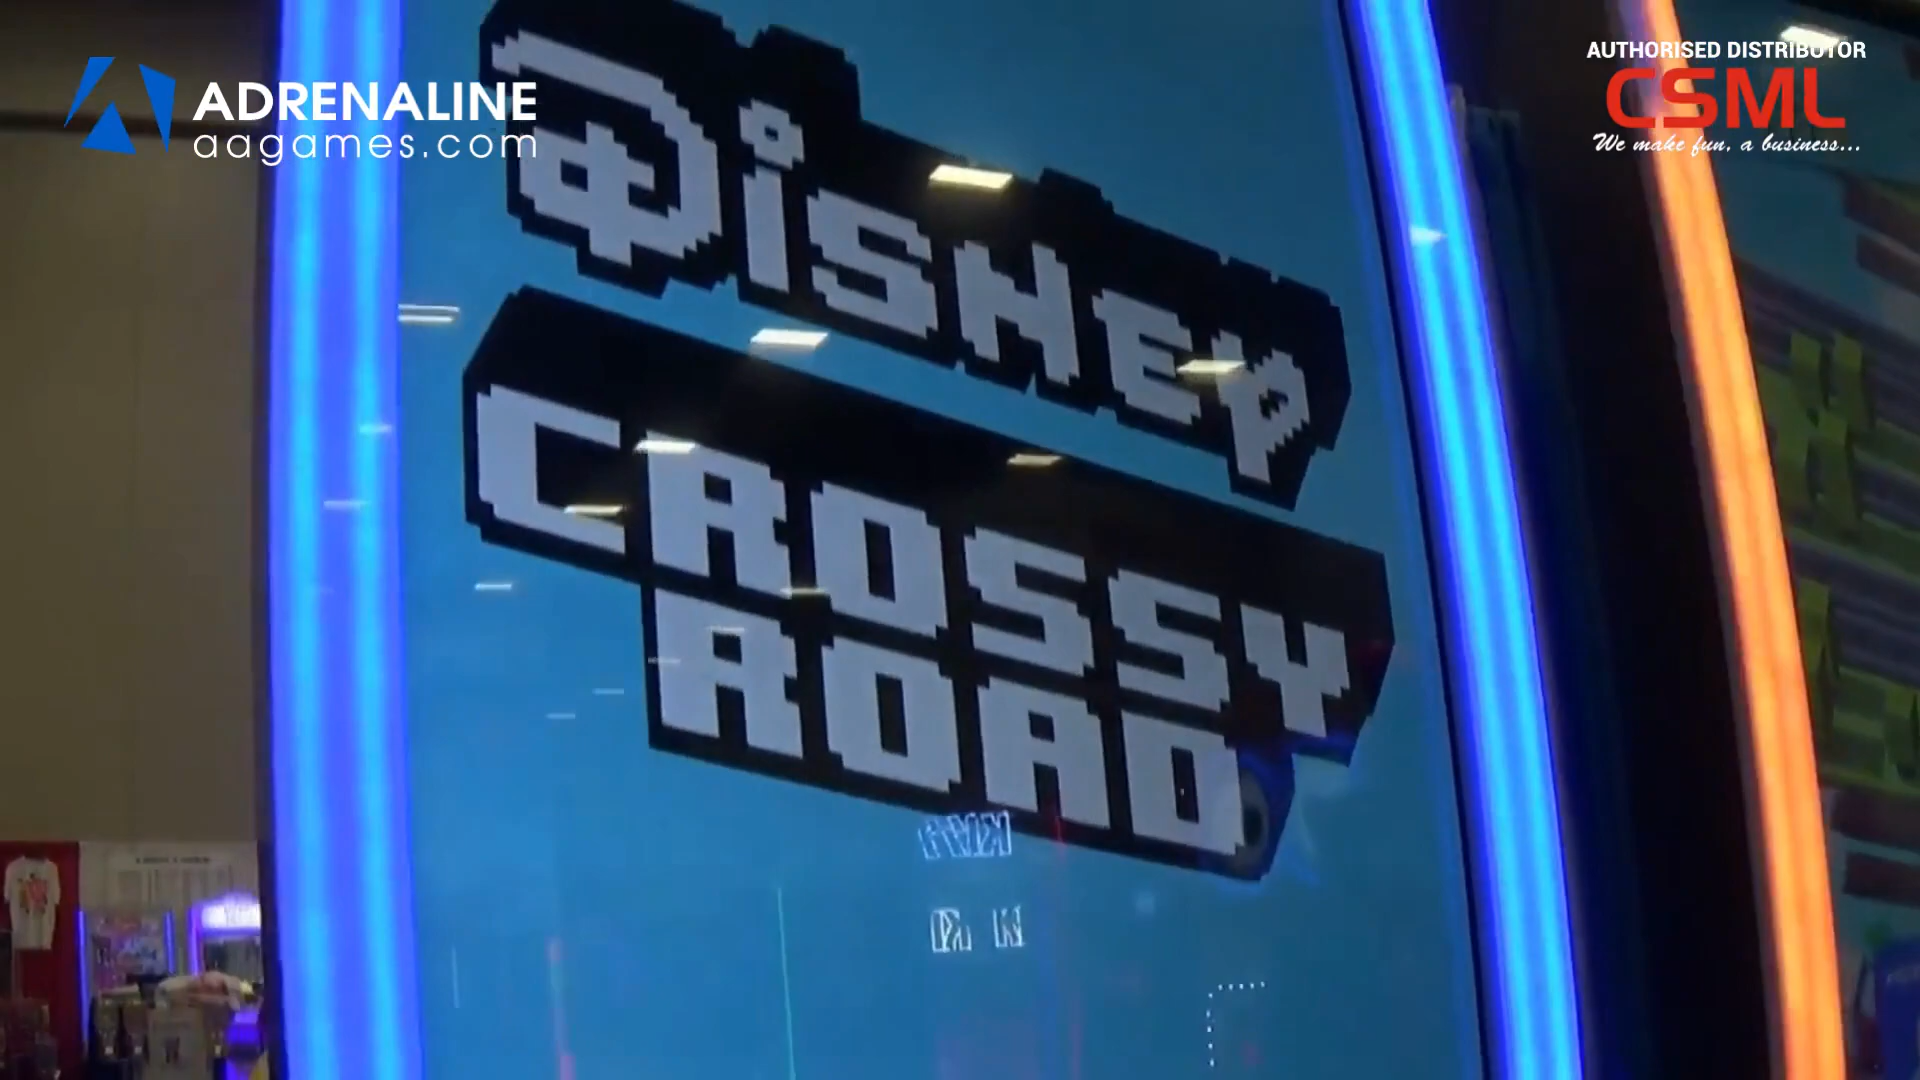 ADRENALINE
aagames.com
AUTHORISED DISTRIBUTOR
CSML
We make fun, a business...
Disney
CROSSY
ROAD